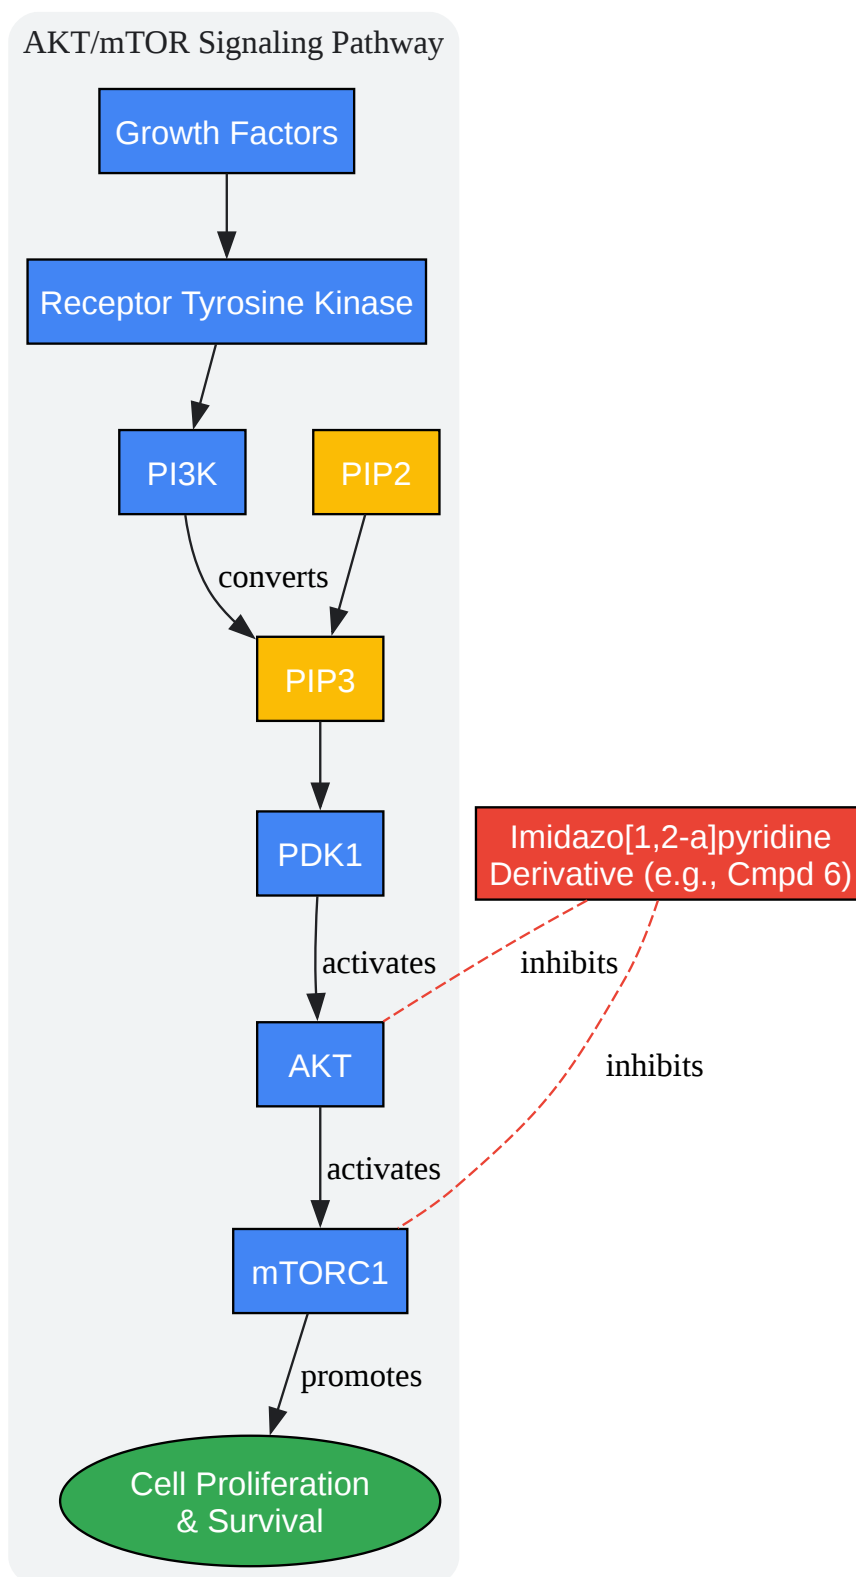 AKT/mTOR Signaling Pathway
Growth Factors
Receptor Tyrosine Kinase
PI3K
PIP2
converts
PIP3
PDK1
Imidazo[1,2-a]pyridine
Derivative (e.g., Cmpd 6)
activates
inhibits
AKT
inhibits
activates
mTORC1
promotes
Cell Proliferation
& Survival